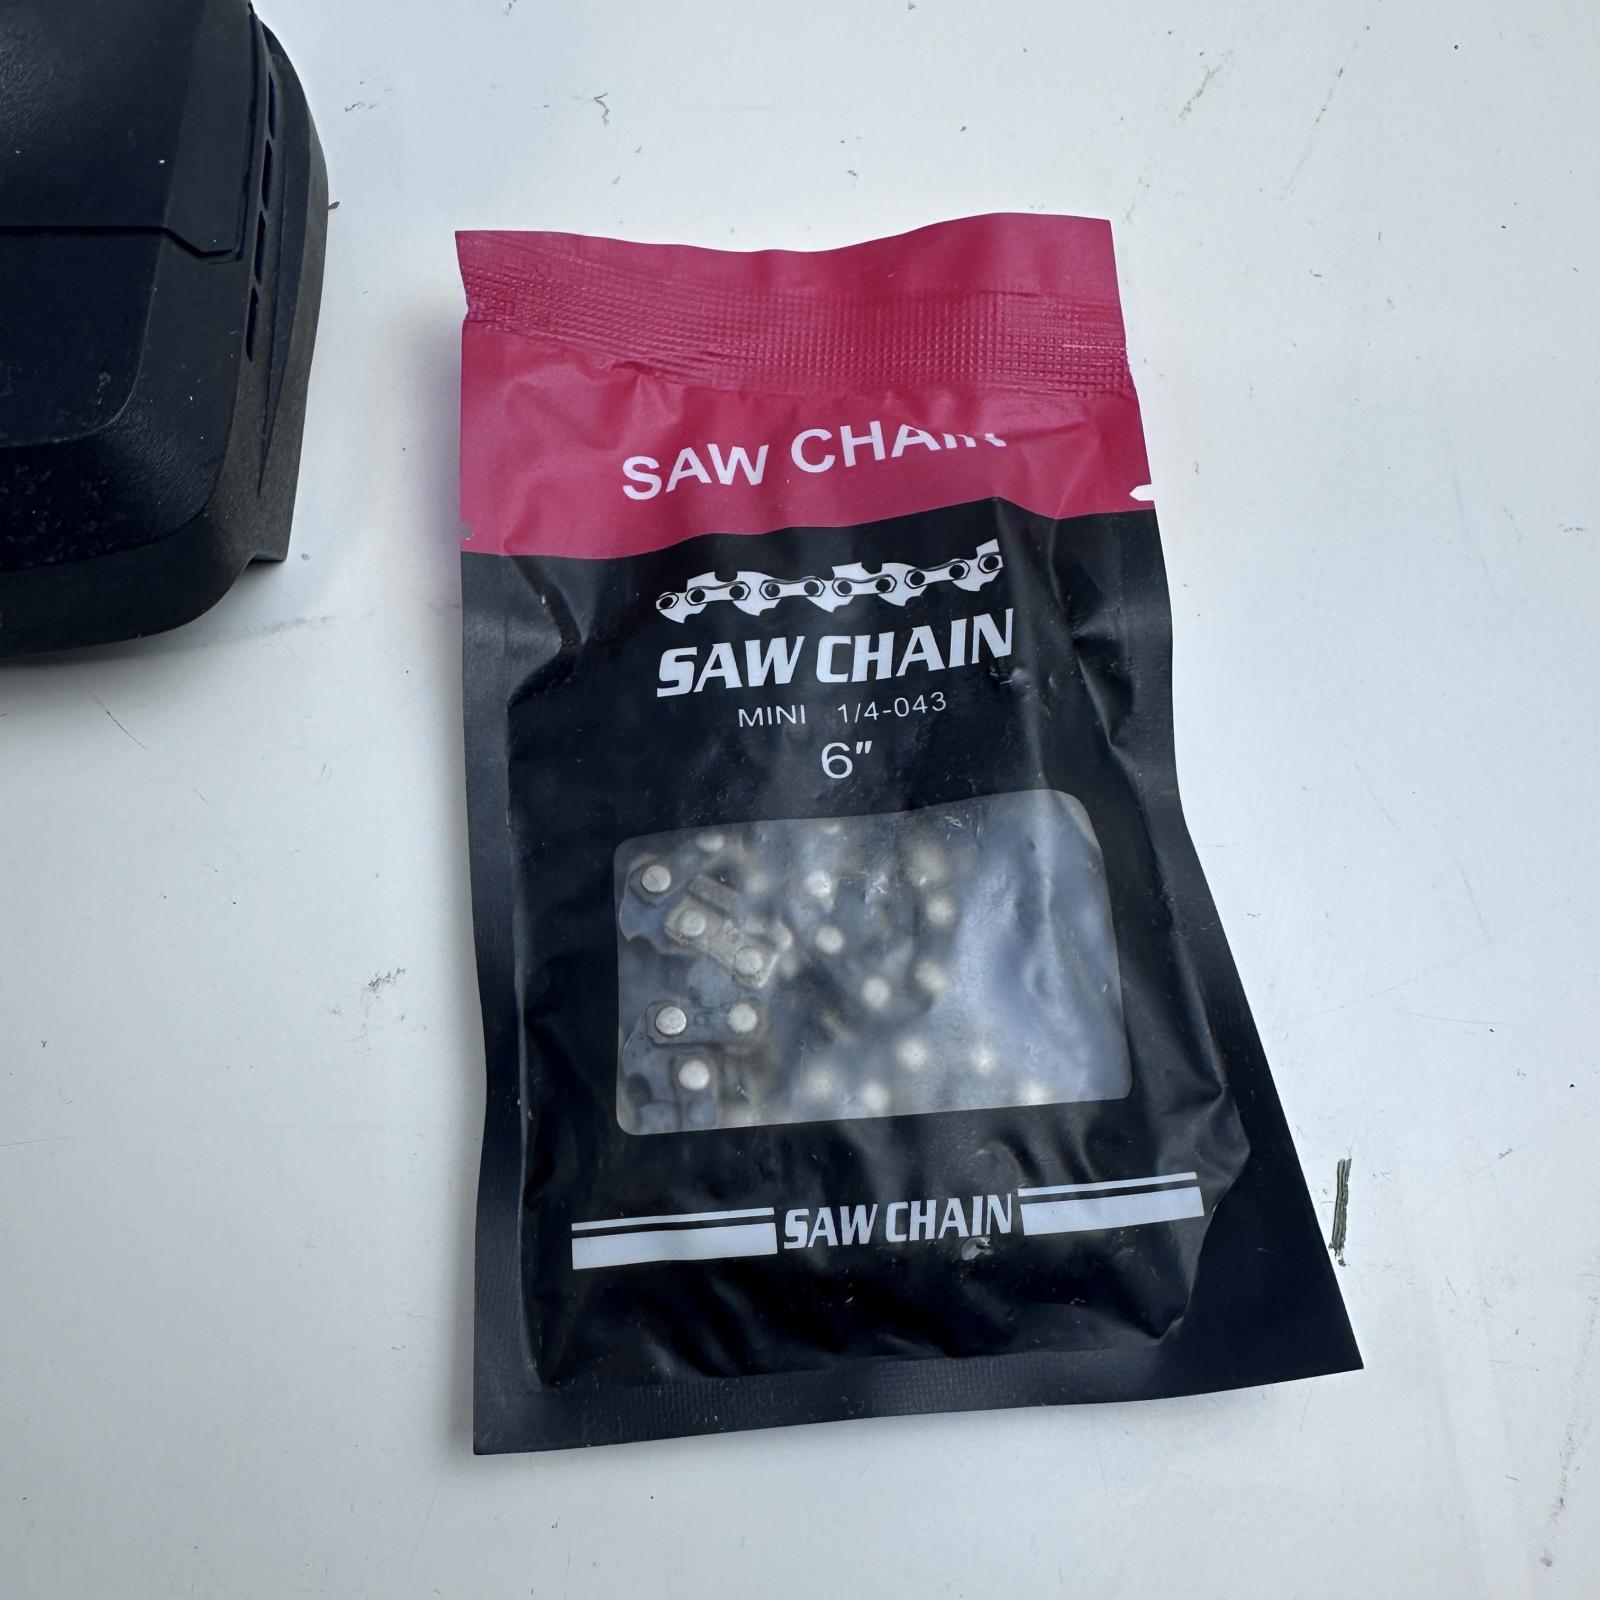 SAW CHAIN
SAW CHAIN
MINI 1/4-043
6"
SAW CHAIN